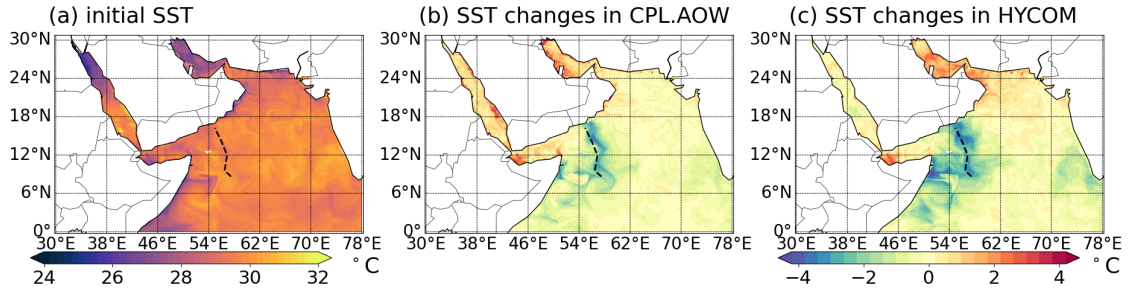 (a) initial SST
(b) SST changes in CPL.AOW
(c) SST changes in HYCOM
30°N
24°N
18°N
12°N
6°N
0°
30°E 38°E 46°E 54°E 62°E 70°E 78°E
24 26 28 30 32 °C
30°N
24°N
18°N
12°N
6°N
0°
30°E 38°E 46°E 54°E 62°E 70°E 78°E
30°N
24°N
18°N
12°N
6°N
0°
30°E 38°E 46°E 54°E 62°E 70°E 78°E
−4 −2 0 2 4 °C